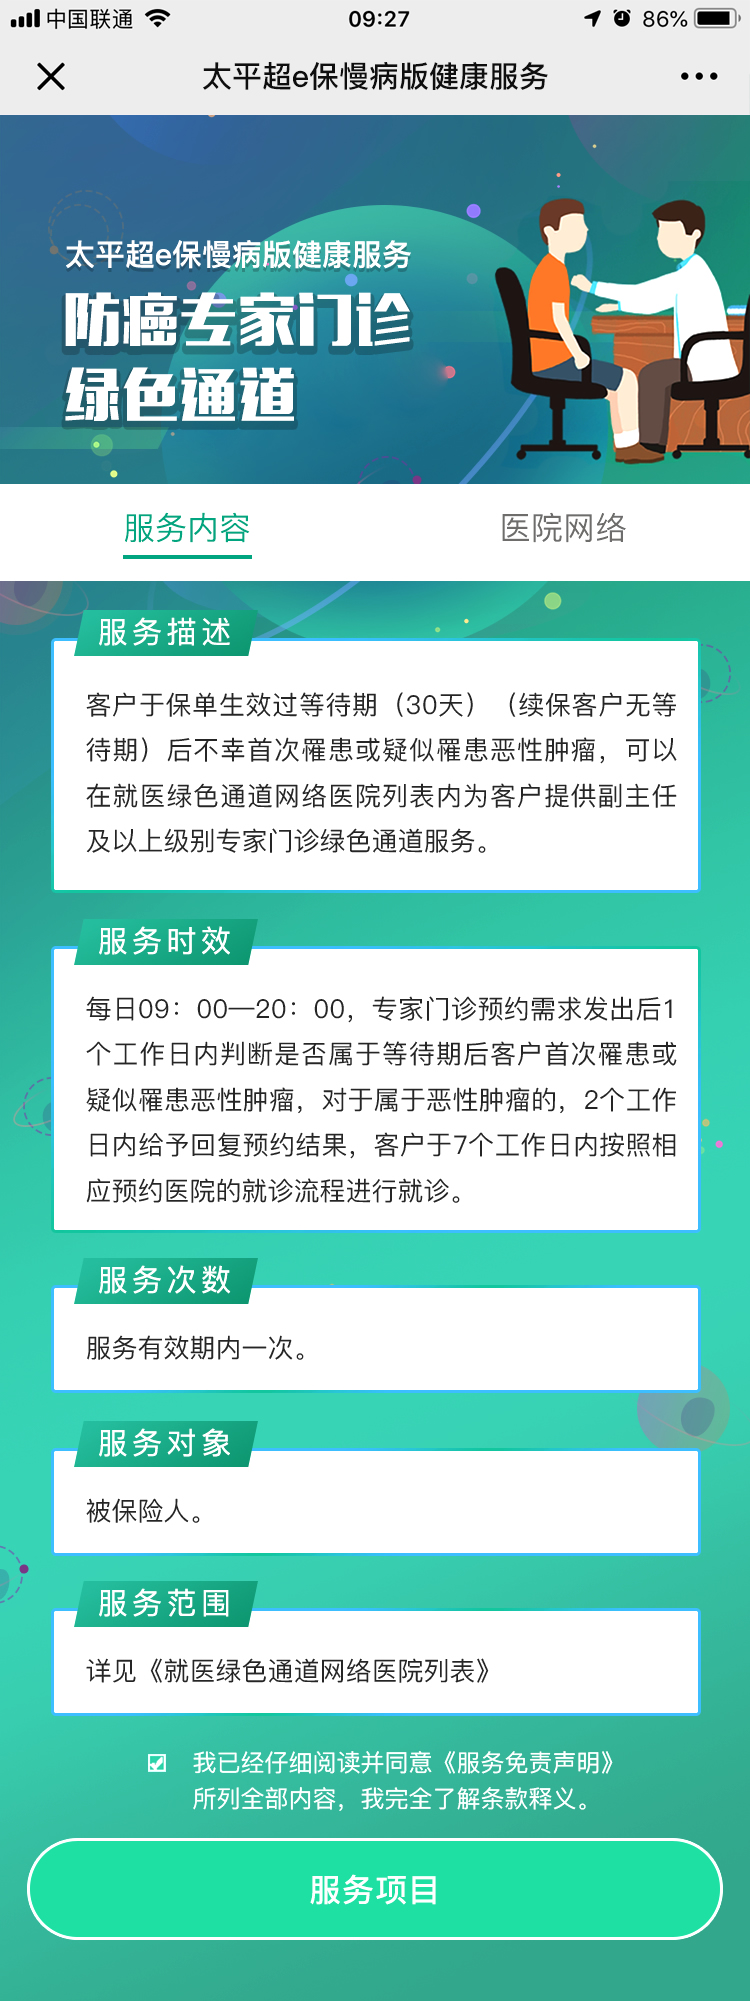 中国联通 09:27 86%
太平超e保慢病版健康服务
太平超e保慢病版健康服务
防癌专家门诊
绿色通道
服务内容 医院网络
服务描述
客户于保单生效过等待期（30天）（续保客户无等
待期）后不幸首次罹患或疑似罹患恶性肿瘤，可以
在就医绿色通道网络医院列表内为客户提供副主任
及以上级别专家门诊绿色通道服务。
服务时效
每日09：00—20：00，专家门诊预约需求发出后1
个工作日内判断是否属于等待期后客户首次罹患或
疑似罹患恶性肿瘤，对于属于恶性肿瘤的，2个工作
日内给予回复预约结果，客户于7个工作日内按照相
应预约医院的就诊流程进行就诊。
服务次数
服务有效期内一次。
服务对象
被保险人。
服务范围
详见《就医绿色通道网络医院列表》
我已经仔细阅读并同意《服务免责声明》
所列全部内容，我完全了解条款释义。
服务项目